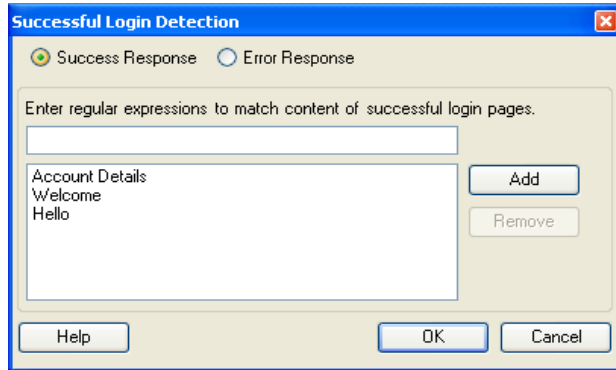 Successful Login Detection
Success Response Error Response
Enter regular expressions to match content of successful login pages.
Account Details
Welcome
Hello
Add
Remove
Help OK Cancel